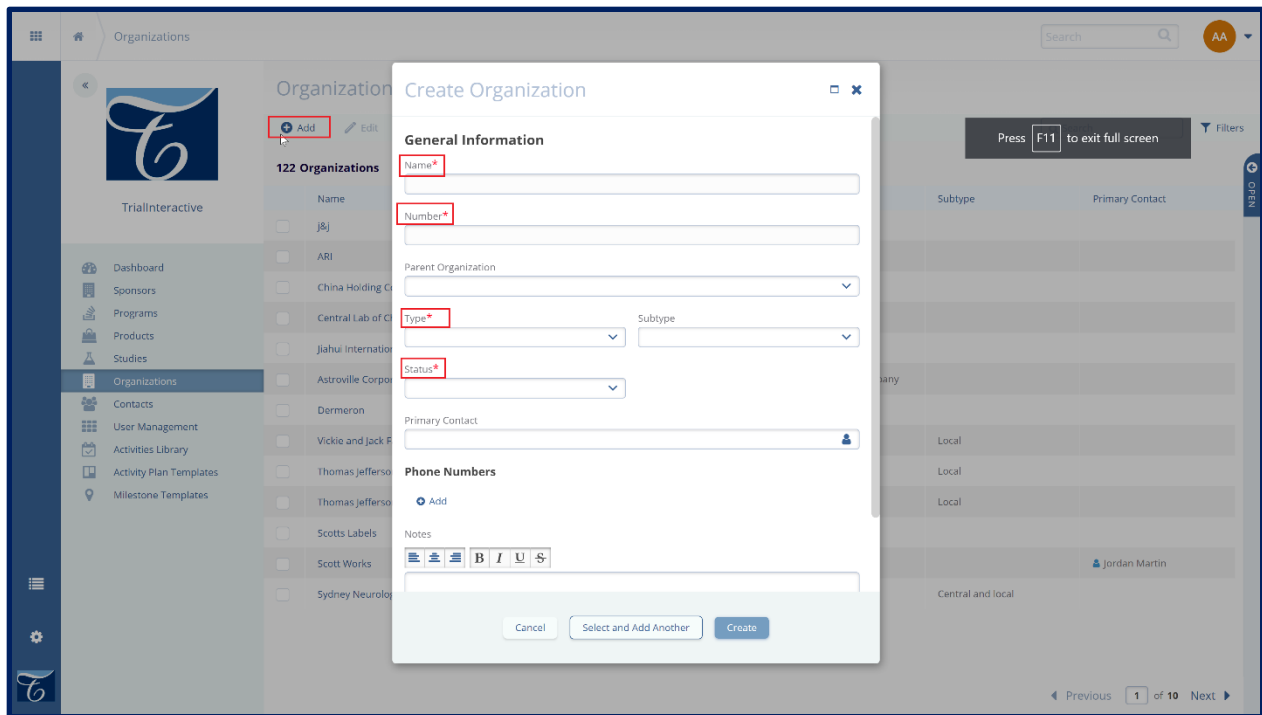 Organizations
Search
AA
TrialInteractive
Dashboard
Sponsors
Programs
Products
Studies
Organizations
Contacts
User Management
Activities Library
Activity Plan Templates
Milestone Templates
Organization
Add
Edit
Press F11 to exit full screen
Filters
122 Organizations
OPEN
Name
Subtype
Primary Contact
j&j
ARI
China Holding C
Central Lab of C
Jiahui Internation
Astroville Corpor
any
Dermeron
Vickie and Jack F
Local
Thomas Jefferso
Local
Thomas Jefferso
Local
Scotts Labels
Scott Works
Jordan Martin
Sydney Neurolog
Central and local
Create Organization
General Information
Name*
Number*
Parent Organization
Type*
Subtype
Status*
Primary Contact
Phone Numbers
Add
Notes
B I U S
Cancel
Select and Add Another
Create
Previous 1 of 10 Next